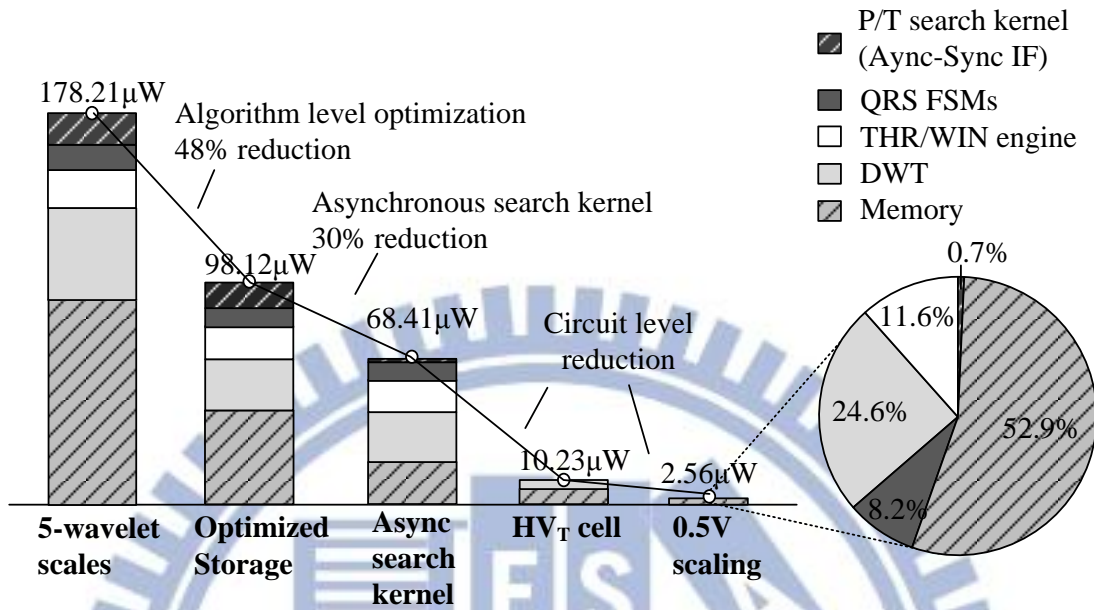 P/T search kernel
(Aync-Sync IF)
QRS FSMs
THR/WIN engine
DWT
Memory
178.21μW
Algorithm level optimization
48% reduction
Asynchronous search kernel
30% reduction
98.12μW
68.41μW
Circuit level
reduction
10.23μW
2.56μW
0.7%
11.6%
24.6%
52.9%
8.2%
5-wavelet
scales
Optimized
Storage
Async
search
kernel
HVT cell
0.5V
scaling
ES